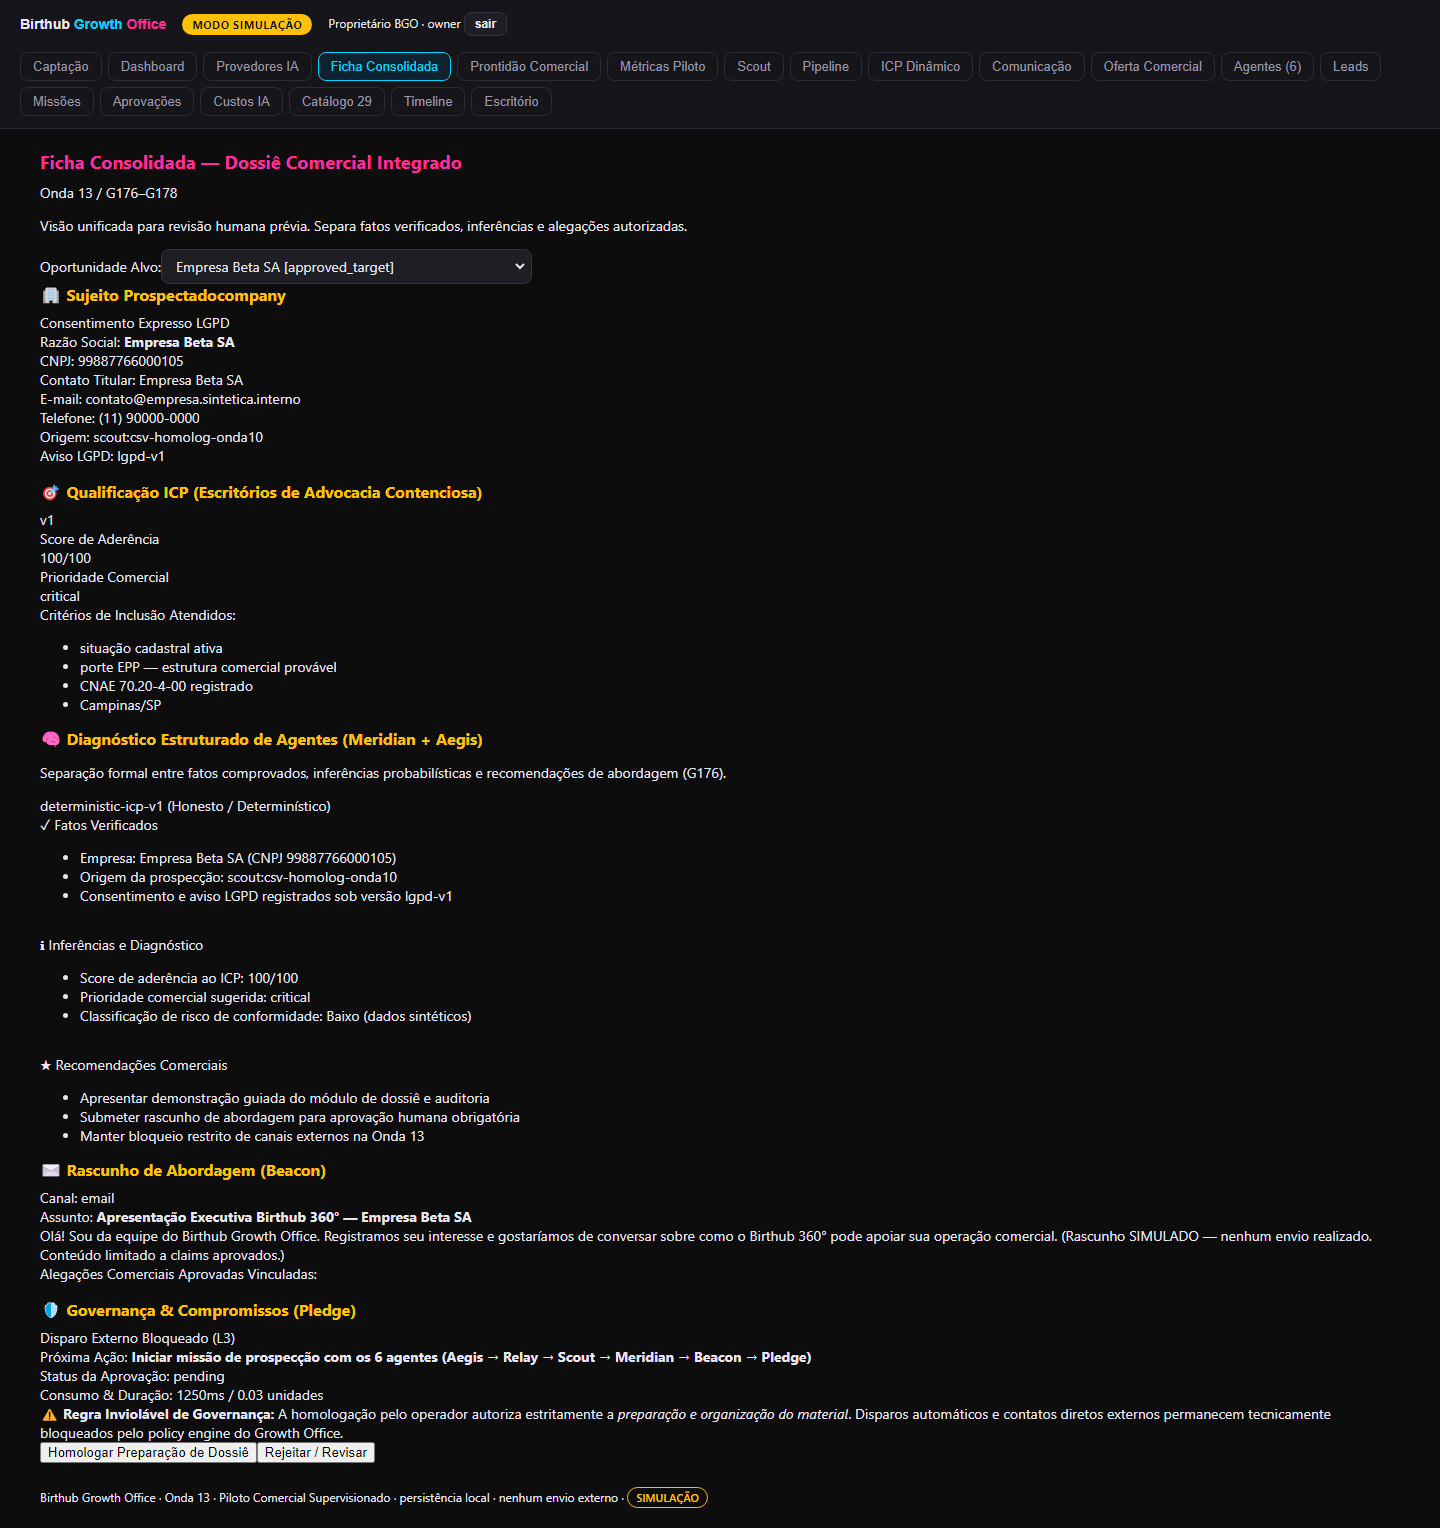 Birthub Growth Office MODO SIMULAÇÃO Proprietário BGO · owner sair
Captação Dashboard Provedores IA Ficha Consolidada Prontidão Comercial Métricas Piloto Scout Pipeline ICP Dinâmico Comunicação Oferta Comercial Agentes (6) Leads
Missões Aprovações Custos IA Catálogo 29 Timeline Escritório
Ficha Consolidada — Dossiê Comercial Integrado
Onda 13 / G176–G178
Visão unificada para revisão humana prévia. Separa fatos verificados, inferências e alegações autorizadas.
Oportunidade Alvo: Empresa Beta SA [approved_target]
🏢 Sujeito Prospectadocompany
Consentimento Expresso LGPD
Razão Social: Empresa Beta SA
CNPJ: 99887766000105
Contato Titular: Empresa Beta SA
E-mail: contato@empresa.sintetica.interno
Telefone: (11) 90000-0000
Origem: scout:csv-homolog-onda10
Aviso LGPD: lgpd-v1
🎯 Qualificação ICP (Escritórios de Advocacia Contenciosa)
v1
Score de Aderência
100/100
Prioridade Comercial
critical
Critérios de Inclusão Atendidos:
• situação cadastral ativa
• porte EPP — estrutura comercial provável
• CNAE 70.20-4-00 registrado
• Campinas/SP
🧠 Diagnóstico Estruturado de Agentes (Meridian + Aegis)
Separação formal entre fatos comprovados, inferências probabilísticas e recomendações de abordagem (G176).
deterministic-icp-v1 (Honesto / Determinístico)
✓ Fatos Verificados
• Empresa: Empresa Beta SA (CNPJ 99887766000105)
• Origem da prospecção: scout:csv-homolog-onda10
• Consentimento e aviso LGPD registrados sob versão lgpd-v1
ℹ Inferências e Diagnóstico
• Score de aderência ao ICP: 100/100
• Prioridade comercial sugerida: critical
• Classificação de risco de conformidade: Baixo (dados sintéticos)
★ Recomendações Comerciais
• Apresentar demonstração guiada do módulo de dossiê e auditoria
• Submeter rascunho de abordagem para aprovação humana obrigatória
• Manter bloqueio restrito de canais externos na Onda 13
✉️ Rascunho de Abordagem (Beacon)
Canal: email
Assunto: Apresentação Executiva Birthub 360° — Empresa Beta SA
Olá! Sou da equipe do Birthub Growth Office. Registramos seu interesse e gostaríamos de conversar sobre como o Birthub 360° pode apoiar sua operação comercial. (Rascunho SIMULADO — nenhum envio realizado.
Conteúdo limitado a claims aprovados.)
Alegações Comerciais Aprovadas Vinculadas:
🛡️ Governança & Compromissos (Pledge)
Disparo Externo Bloqueado (L3)
Próxima Ação: Iniciar missão de prospecção com os 6 agentes (Aegis → Relay → Scout → Meridian → Beacon → Pledge)
Status da Aprovação: pending
Consumo & Duração: 1250ms / 0.03 unidades
⚠️ Regra Inviolável de Governança: A homologação pelo operador autoriza estritamente a preparação e organização do material. Disparos automáticos e contatos diretos externos permanecem tecnicamente
bloqueados pelo policy engine do Growth Office.
Homologar Preparação de Dossiê Rejeitar / Revisar
Birthub Growth Office · Onda 13 · Piloto Comercial Supervisionado · persistência local · nenhum envio externo · SIMULAÇÃO